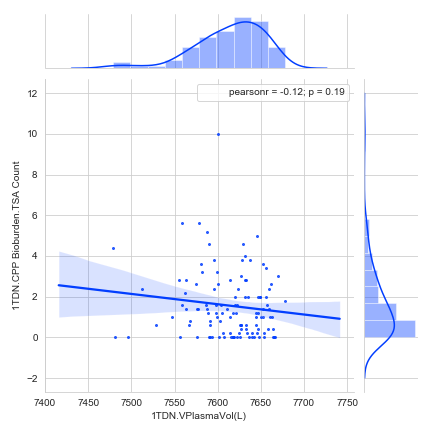 pearsonr = -0.12; p = 0.19
12
10
8
6
4
2
0
−2
1TDN.CPP Bioburden.TSA Count
7400 7450 7500 7550 7600 7650 7700 7750
1TDN.VPlasmaVol(L)